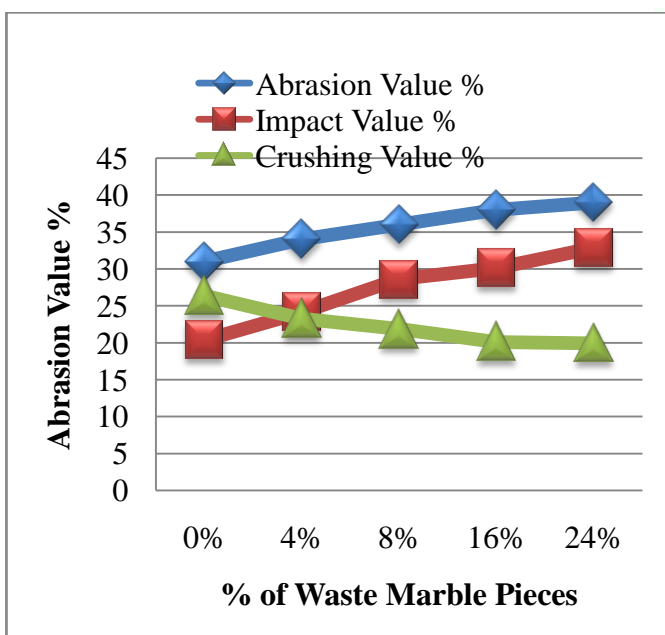 Abrasion Value %
Impact Value %
Crushing Value %
45
40
35
30
25
20
15
10
5
0
Abrasion Value %
0% 4% 8% 16% 24%
% of Waste Marble Pieces